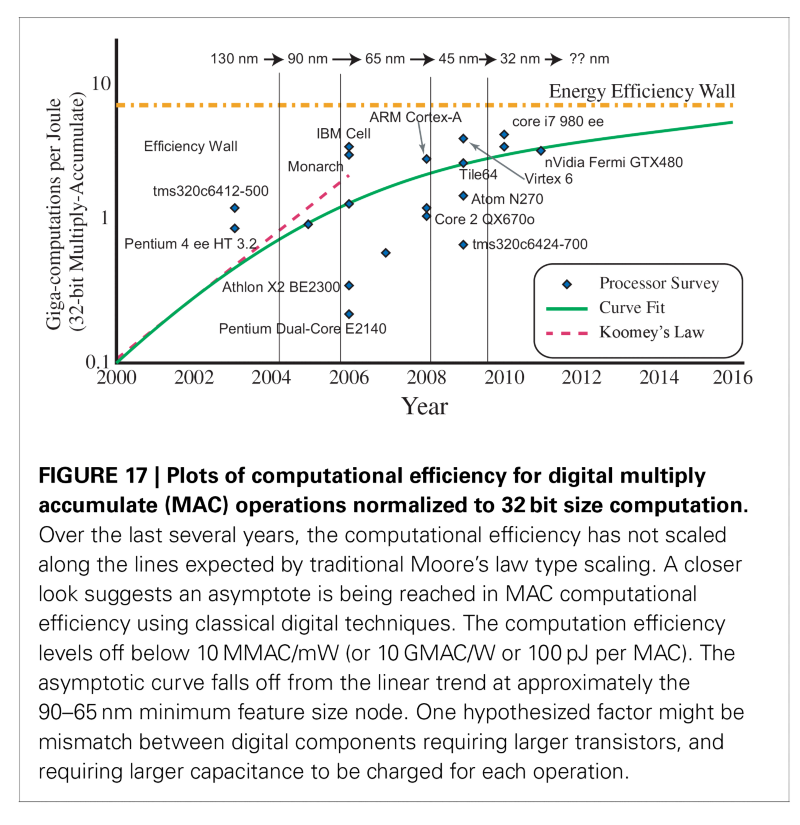 130 nm 90 nm 65 nm 45 nm 32 nm ?? nm
10
Energy Efficiency Wall
ARM Cortex-A
core i7 980 ee
IBM Cell
Efficiency Wall
Monarch
nVidia Fermi GTX480
Tile64
Virtex 6
tms320c6412-500
Atom N270
1
Core 2 QX670o
Pentium 4 ee HT 3.2
tms320c6424-700
Giga-computations per Joule
(32-bit Multiply-Accumulate)
Athlon X2 BE2300
Processor Survey
Curve Fit
Pentium Dual-Core E2140
Koomey's Law
0.1
2000 2002 2004 2006 2008 2010 2012 2014 2016
Year
FIGURE 17 | Plots of computational efficiency for digital multiply
accumulate (MAC) operations normalized to 32 bit size computation.
Over the last several years, the computational efficiency has not scaled
along the lines expected by traditional Moore's law type scaling. A closer
look suggests an asymptote is being reached in MAC computational
efficiency using classical digital techniques. The computation efficiency
levels off below 10 MMAC/mW (or 10 GMAC/W or 100 pJ per MAC). The
asymptotic curve falls off from the linear trend at approximately the
90–65 nm minimum feature size node. One hypothesized factor might be
mismatch between digital components requiring larger transistors, and
requiring larger capacitance to be charged for each operation.